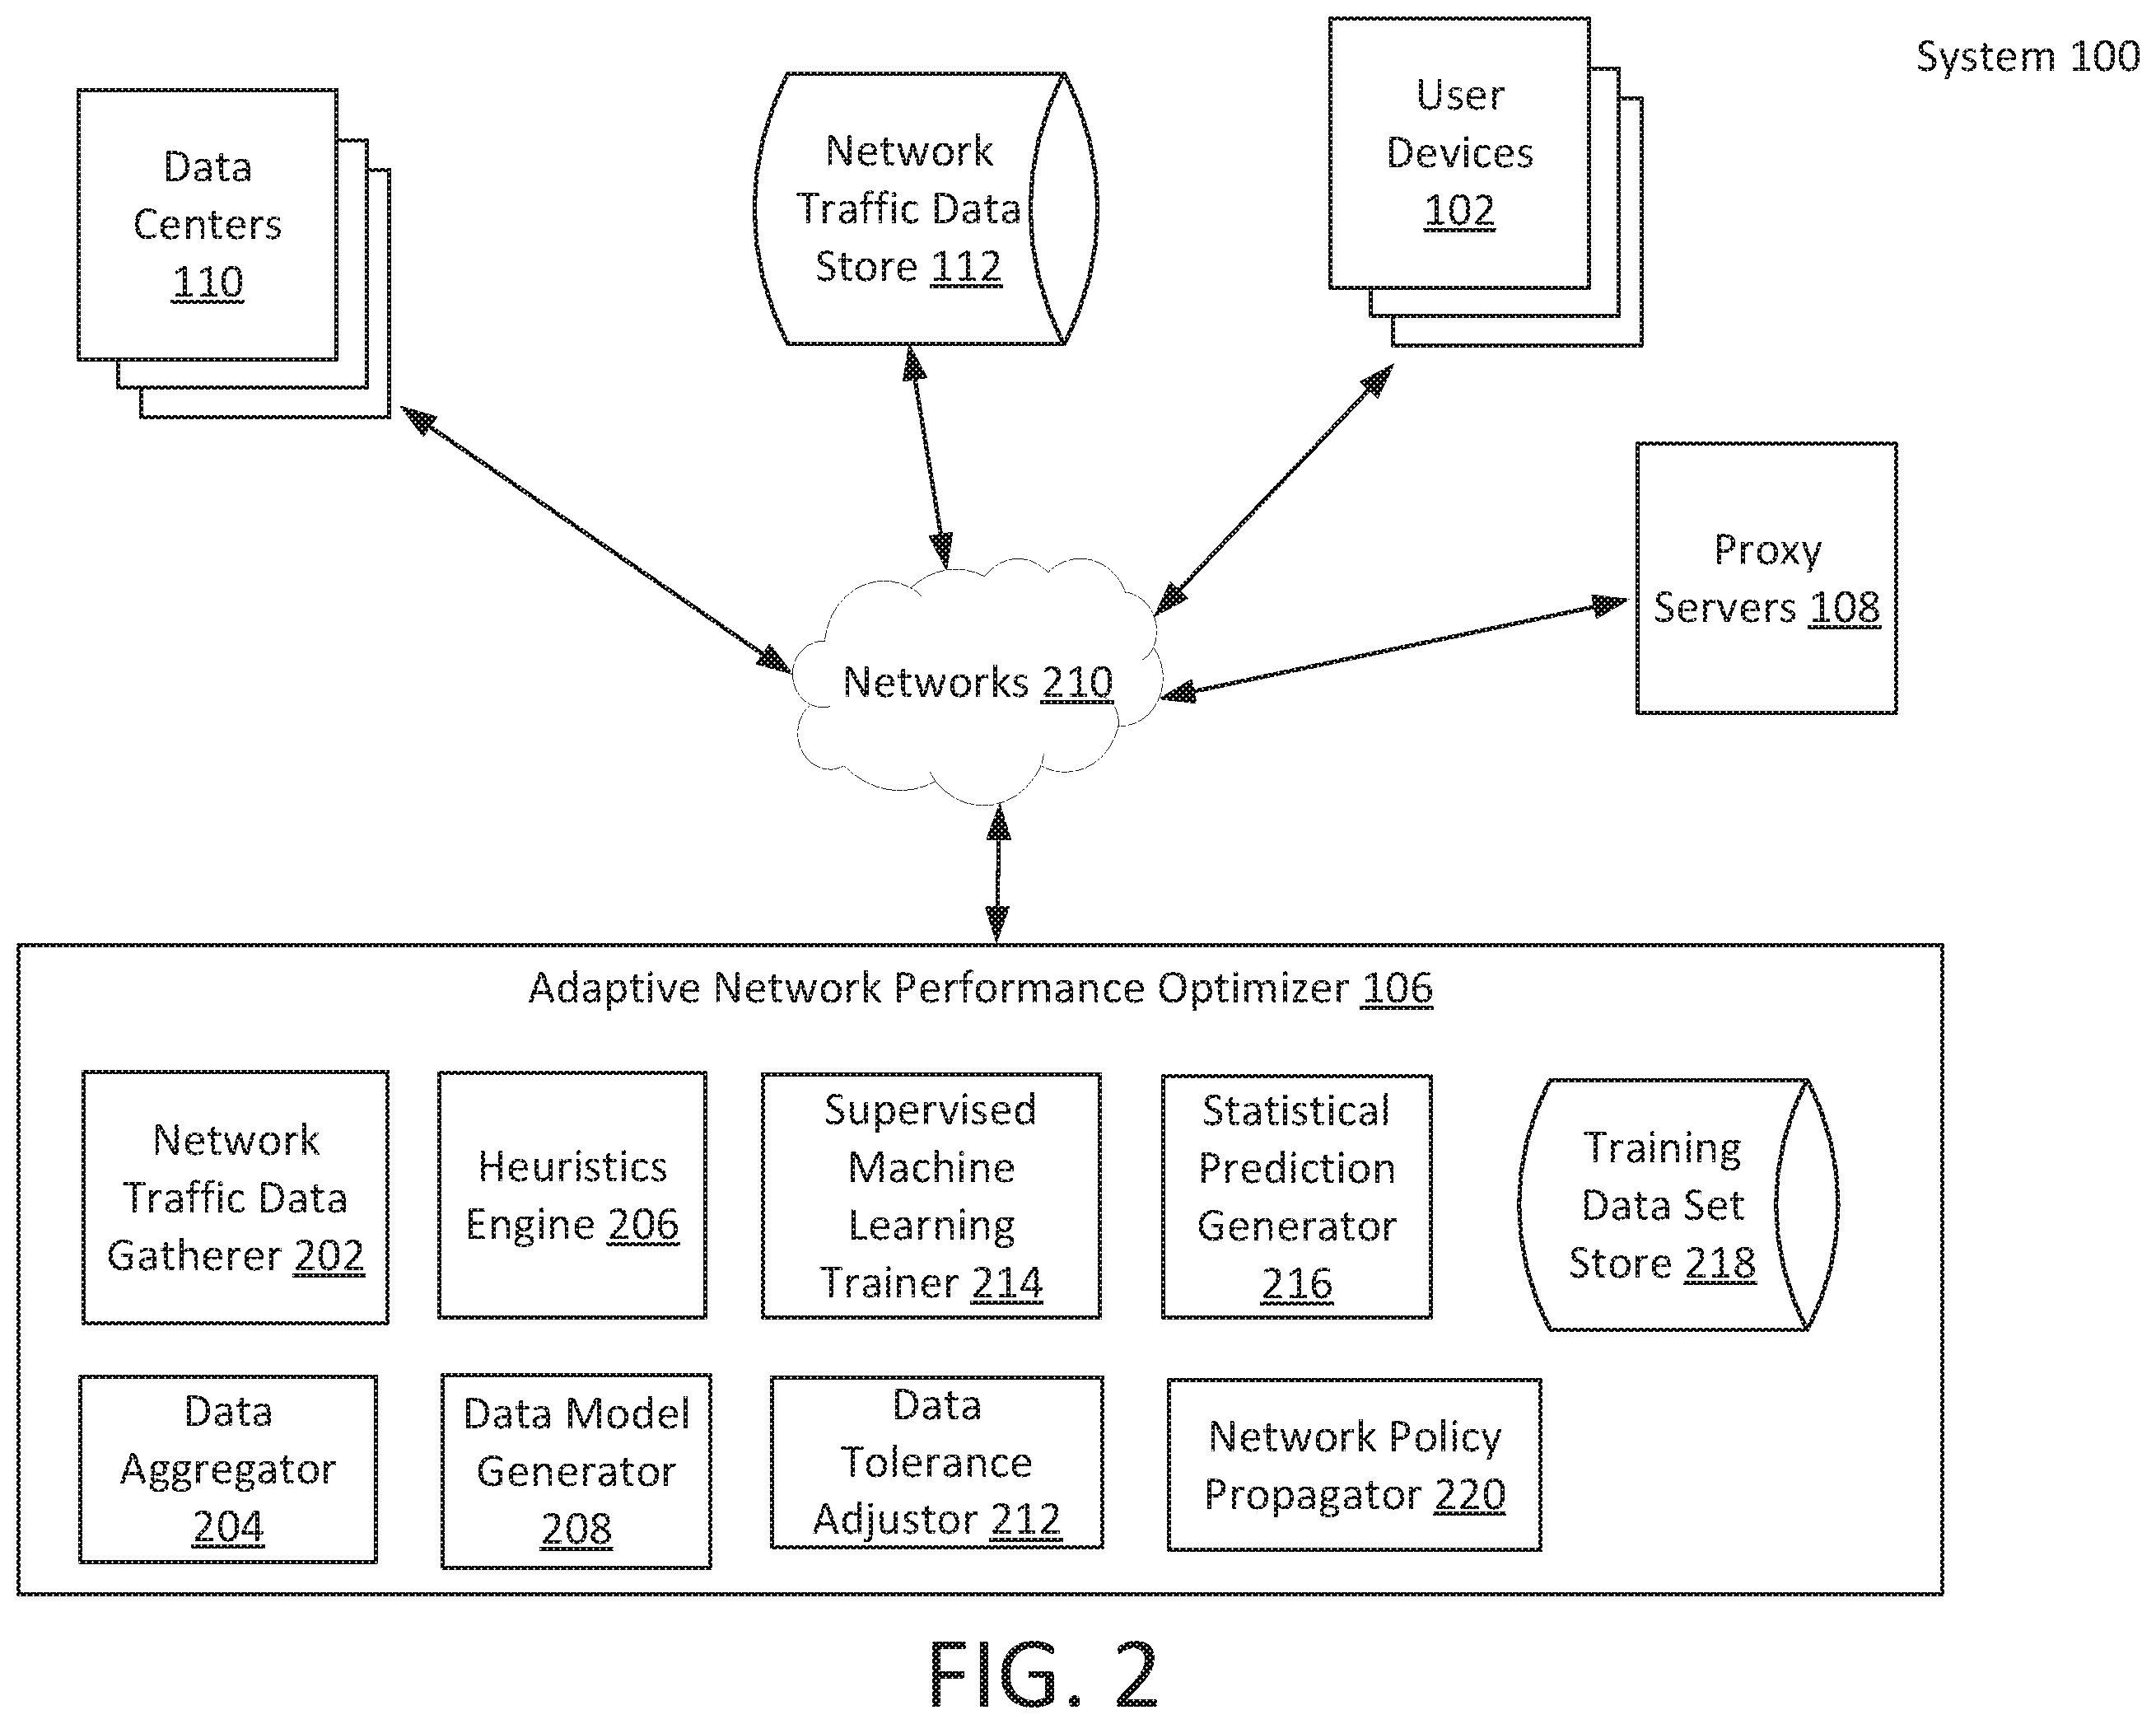 System 100
Data
Centers
110
Network
Traffic Data
Store 112
User
Devices
102
Proxy
Servers 108
Networks 210
Adaptive Network Performance Optimizer 106
Network
Traffic Data
Gatherer 202
Heuristics
Engine 206
Supervised
Machine
Learning
Trainer 214
Statistical
Prediction
Generator
216
Training
Data Set
Store 218
Data
Aggregator
204
Data Model
Generator
208
Data
Tolerance
Adjustor 212
Network Policy
Propagator 220
FIG. 2